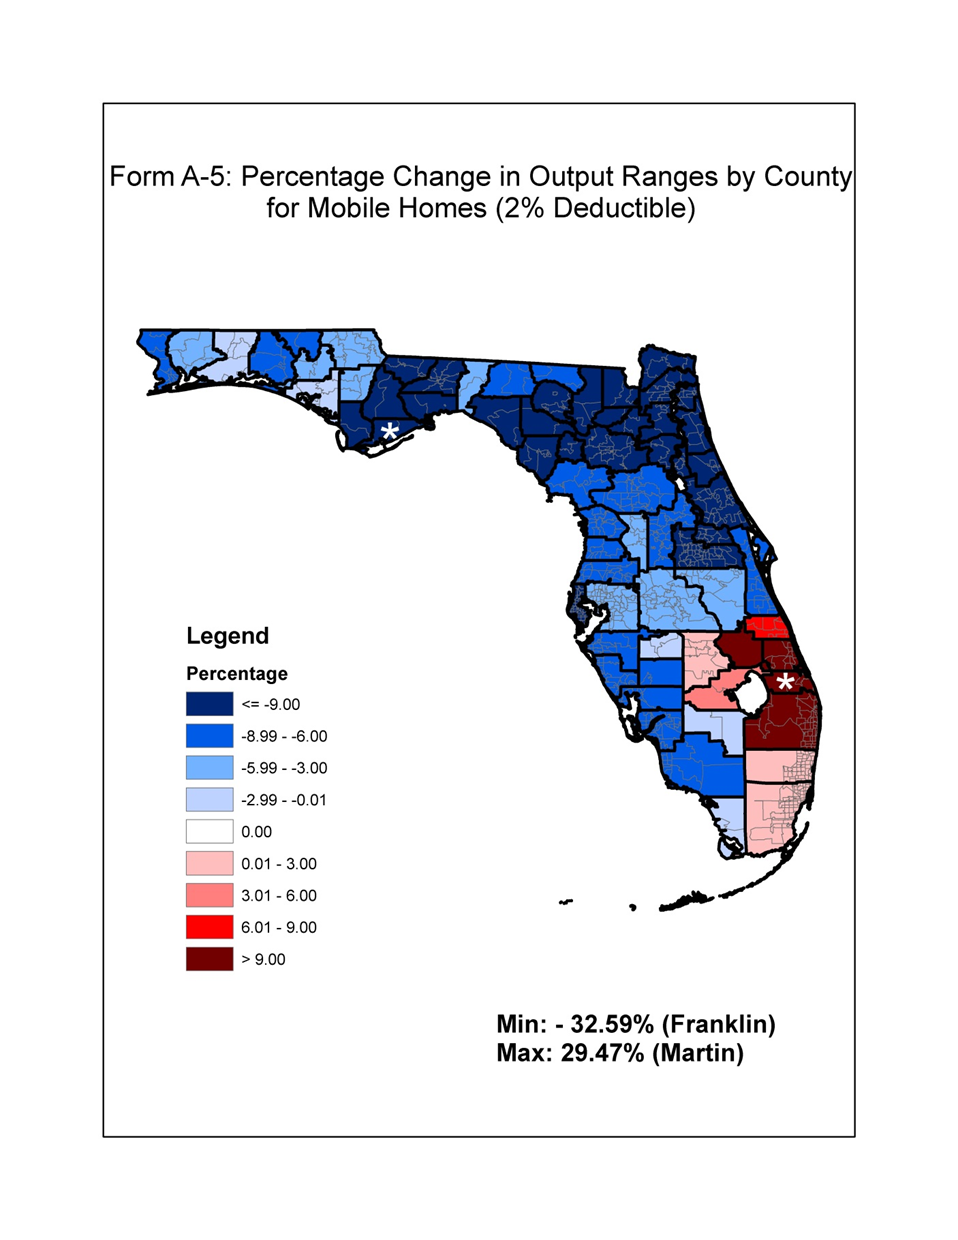 Form A-5: Percentage Change in Output Ranges by County
for Mobile Homes (2% Deductible)
*
*
Legend
Percentage
<= -9.00
-8.99 - -6.00
-5.99 - -3.00
-2.99 - -0.01
0.00
0.01 - 3.00
3.01 - 6.00
6.01 - 9.00
> 9.00
Min: - 32.59% (Franklin)
Max: 29.47% (Martin)